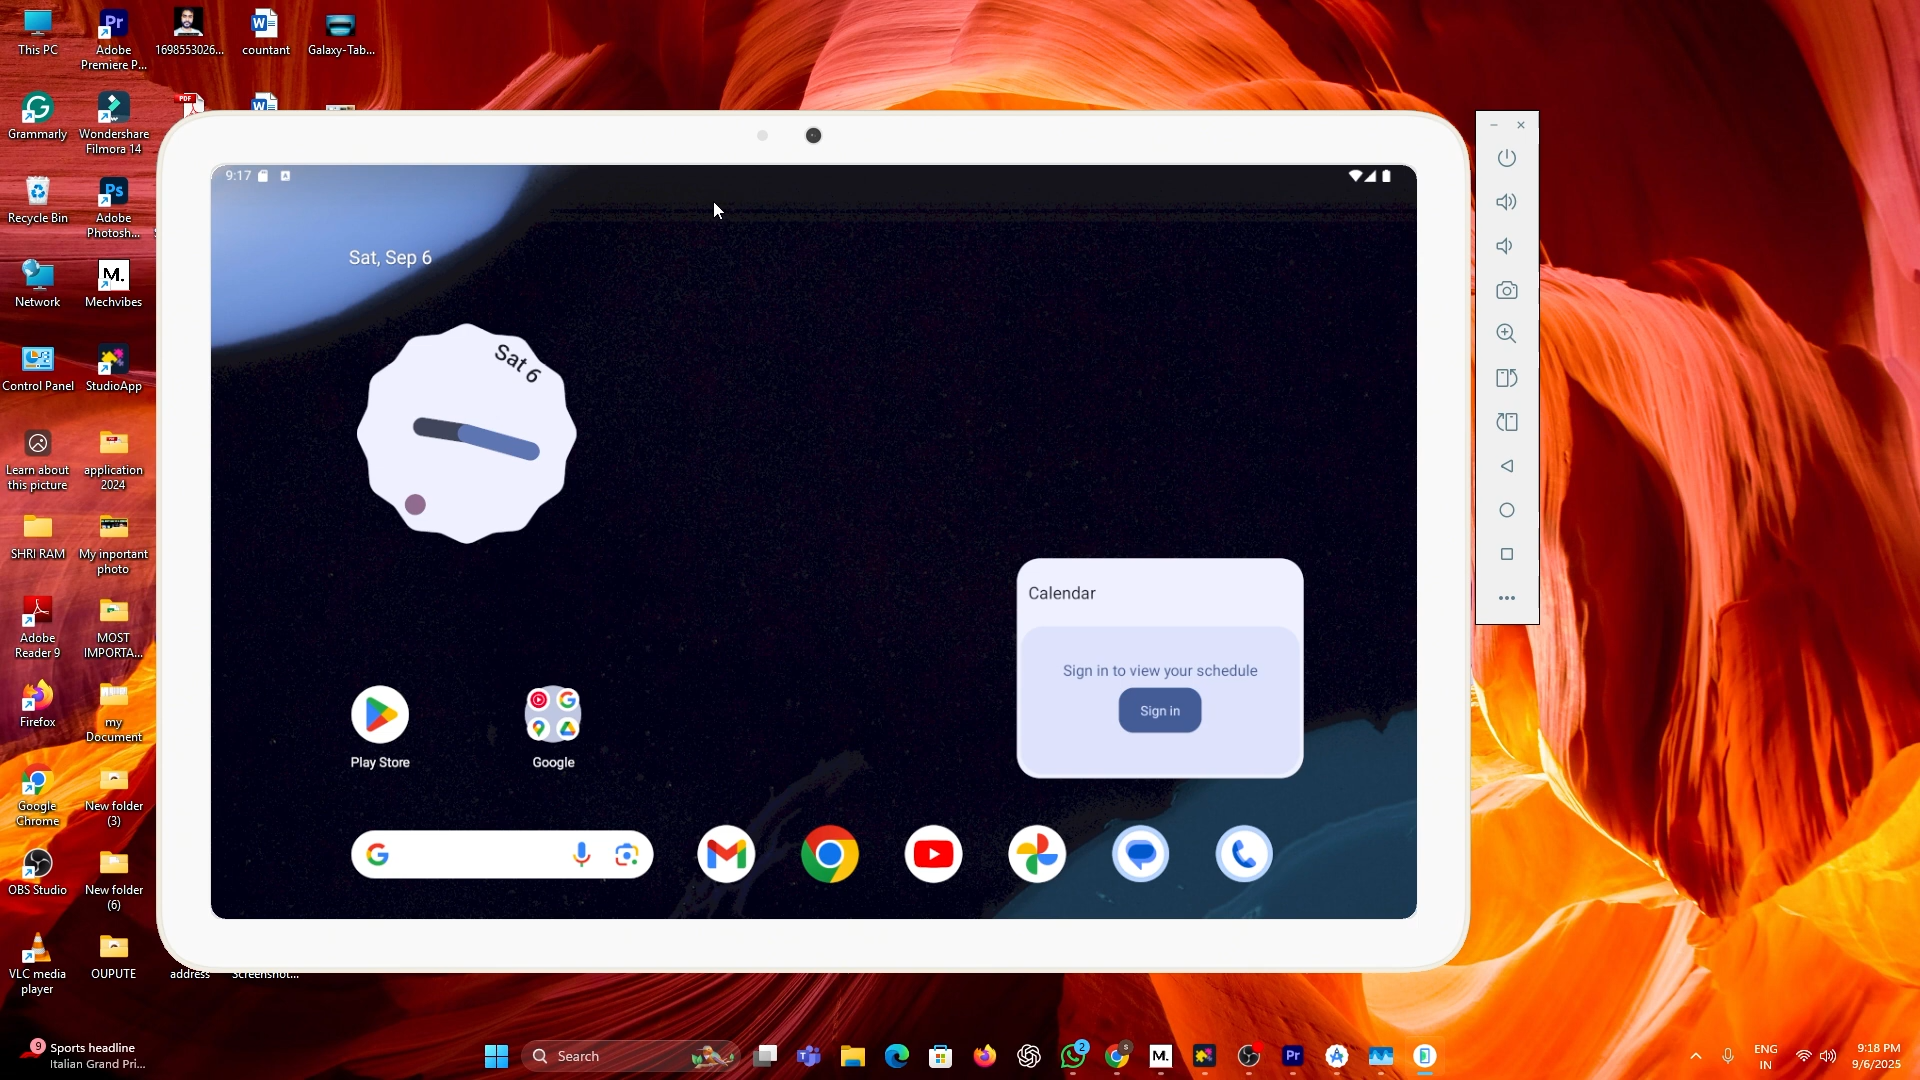 This PC
Adobe
Premiere P...
1698553026...
countant
Galaxy-Tab...
Grammarly
Wondershare
Filmora 14
PDF
Recycle Bin
Adobe
Photosh...
Network
M.
Mechvibes
Control Panel
StudioApp
Learn about
this picture
application
2024
SHRI RAM
My inportant
photo
Adobe
Reader 9
MOST
IMPORTA...
Firefox
my
Document
Google
Chrome
New folder
(3)
OBS Studio
New folder
(6)
VLC media
player
OUPUTE
address
Screenshot...
9:17
Sat, Sep 6
Sat 6
Calendar
Sign in to view your schedule
Sign in
Play Store
Google
9
Sports headline
Italian Grand Pri...
Search
2
M.
Pr
ENG
IN
9:18 PM
9/6/2025